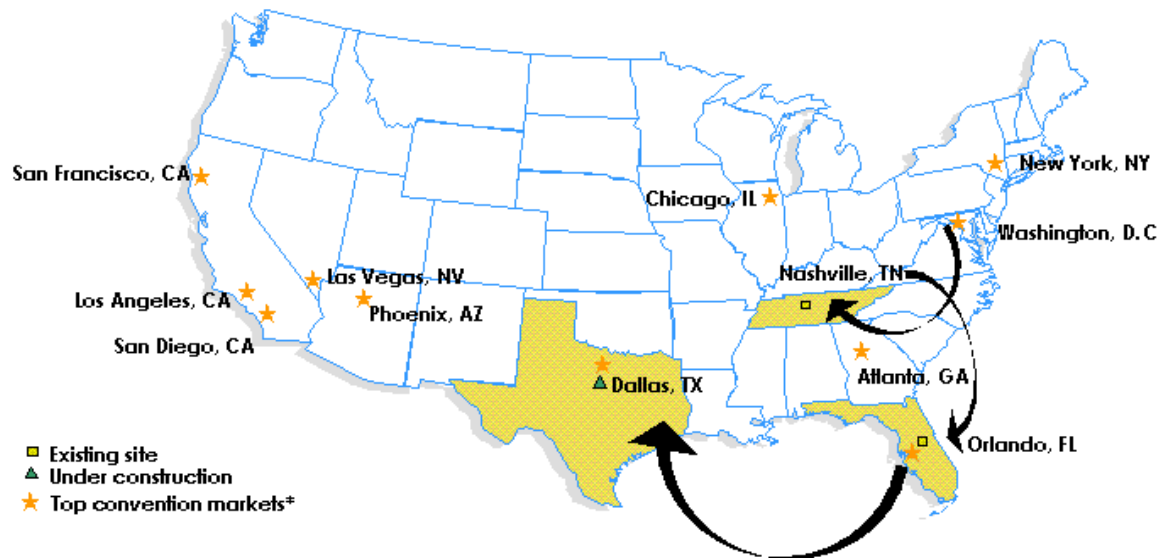 San Francisco, CA
New York, NY
Chicago, IL
Washington, D. C
Nashville, TN
Las Vegas, NV
Los Angeles, CA
Phoenix, AZ
San Diego, CA
Atlanta, GA
Dallas, TX
Orlando, FL
Existing site
Under construction
Top convention markets*